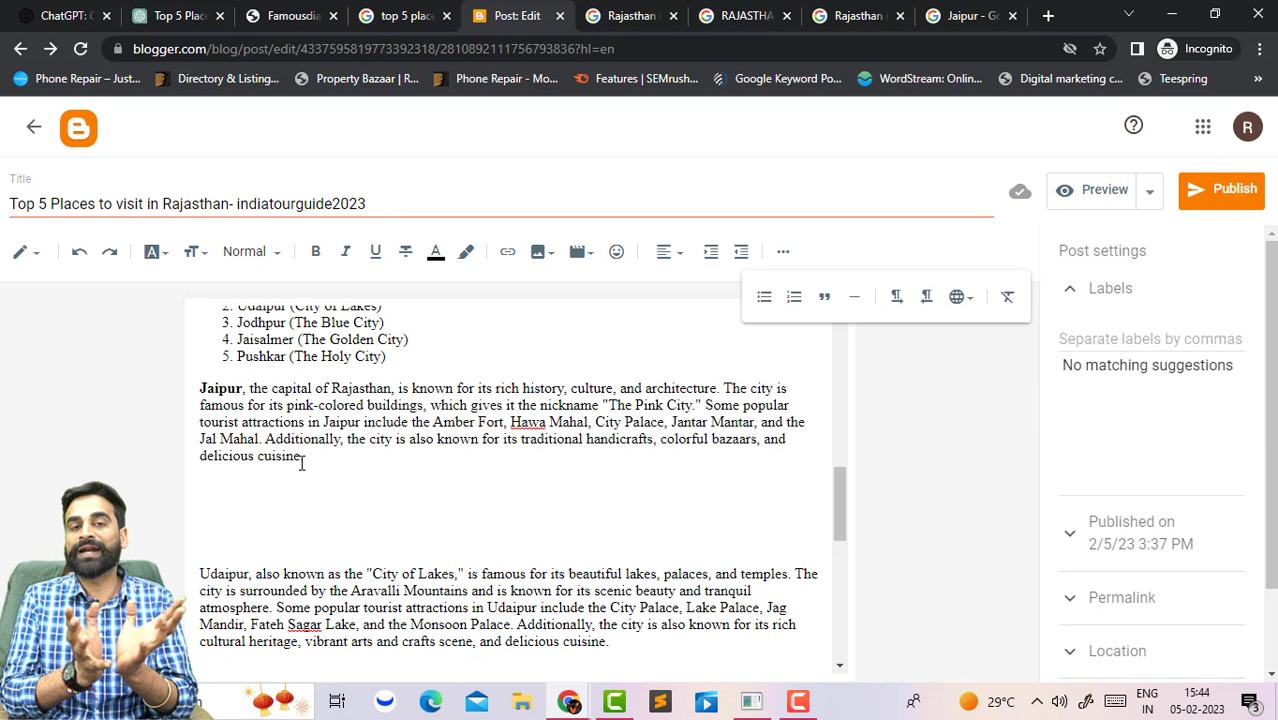 ChatGPT: O
Top 5 Places
Famousdia
top 5 places
Post: Edit
Rajasthan
RAJASTHA
Rajasthan
Jaipur - Go
blogger.com/blog/post/edit/4337595819773392318/2810892111756793836?hl=en
Incognito
Phone Repair – Just...
Directory & Listing...
Property Bazaar | R...
Phone Repair - Mo...
Features | SEMrush...
Google Keyword Po...
WordStream: Onlin...
Digital marketing c...
Teespring
R
Title
Top 5 Places to visit in Rajasthan- indiatourguide2023
Preview
Publish
Normal
Post settings
Labels
Separate labels by commas
No matching suggestions
2. Udaipur (City of Lakes)
3. Jodhpur (The Blue City)
4. Jaisalmer (The Golden City)
5. Pushkar (The Holy City)
Jaipur, the capital of Rajasthan, is known for its rich history, culture, and architecture. The city is
famous for its pink-colored buildings, which gives it the nickname "The Pink City." Some popular
tourist attractions in Jaipur include the Amber Fort, Hawa Mahal, City Palace, Jantar Mantar, and the
Jal Mahal. Additionally, the city is also known for its traditional handicrafts, colorful bazaars, and
delicious cuisine.
Udaipur, also known as the "City of Lakes," is famous for its beautiful lakes, palaces, and temples. The
city is surrounded by the Aravalli Mountains and is known for its scenic beauty and tranquil
atmosphere. Some popular tourist attractions in Udaipur include the City Palace, Lake Palace, Jag
Mandir, Fateh Sagar Lake, and the Monsoon Palace. Additionally, the city is also known for its rich
cultural heritage, vibrant arts and crafts scene, and delicious cuisine.
Published on
2/5/23 3:37 PM
Permalink
Location
29°C
ENG
IN
15:44
05-02-2023
3